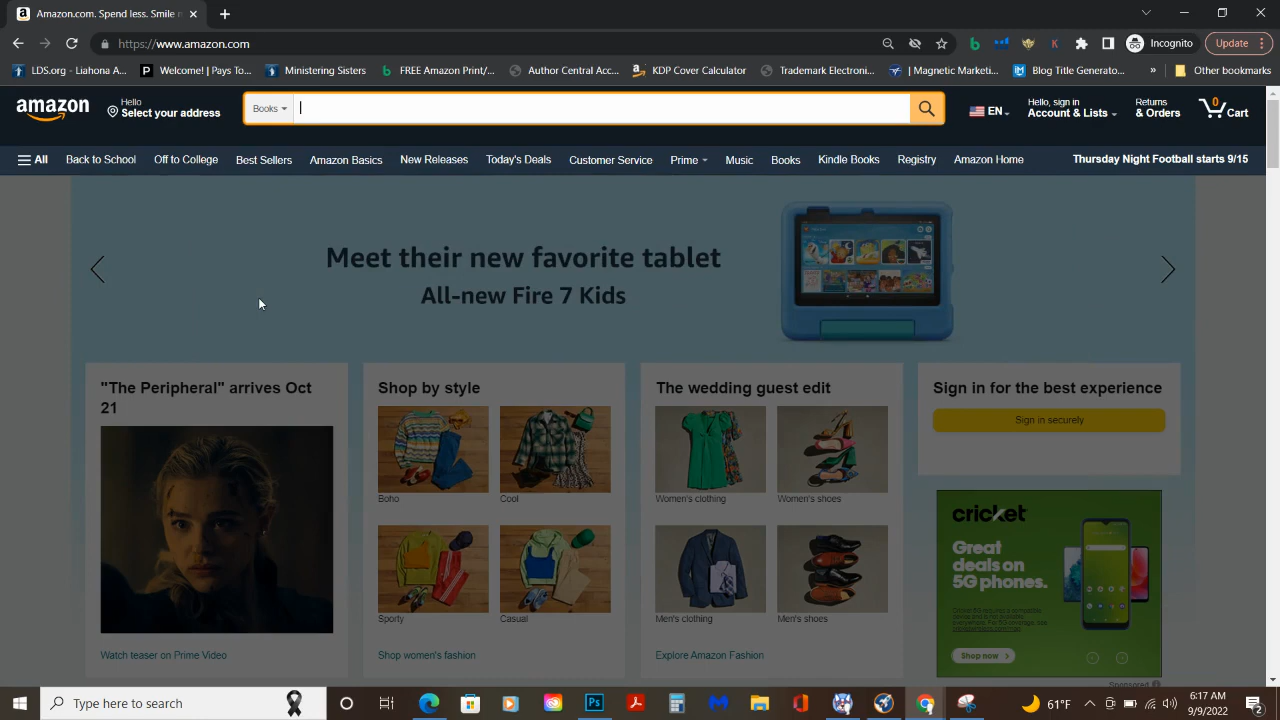 Amazon.com. Spend less. Smile m
https://www.amazon.com
Incognito
Update
LDS.org - Liahona A...
Welcome! | Pays To...
Ministering Sisters
FREE Amazon Print/...
Author Central Acc...
KDP Cover Calculator
Trademark Electroni...
| Magnetic Marketi...
Blog Title Generato...
»
Other bookmarks
amazon
Hello
Select your address
Books
EN
Hello, sign in
Account & Lists
Returns
& Orders
0
Cart
All
Back to School
Off to College
Best Sellers
Amazon Basics
New Releases
Today's Deals
Customer Service
Prime
Music
Books
Kindle Books
Registry
Amazon Home
Thursday Night Football starts 9/15
Meet their new favorite tablet
All-new Fire 7 Kids
"The Peripheral" arrives Oct
21
Watch teaser on Prime Video
Shop by style
Boho
Cool
Sporty
Casual
Shop women's fashion
The wedding guest edit
Women's clothing
Women's shoes
Men's clothing
Men's shoes
Explore Amazon Fashion
Sign in for the best experience
Sign in securely
cricket
Great
deals on
5G phones.
Shop now >
Sponsored
Type here to search
Ps
61°F
6:17 AM
9/9/2022
2